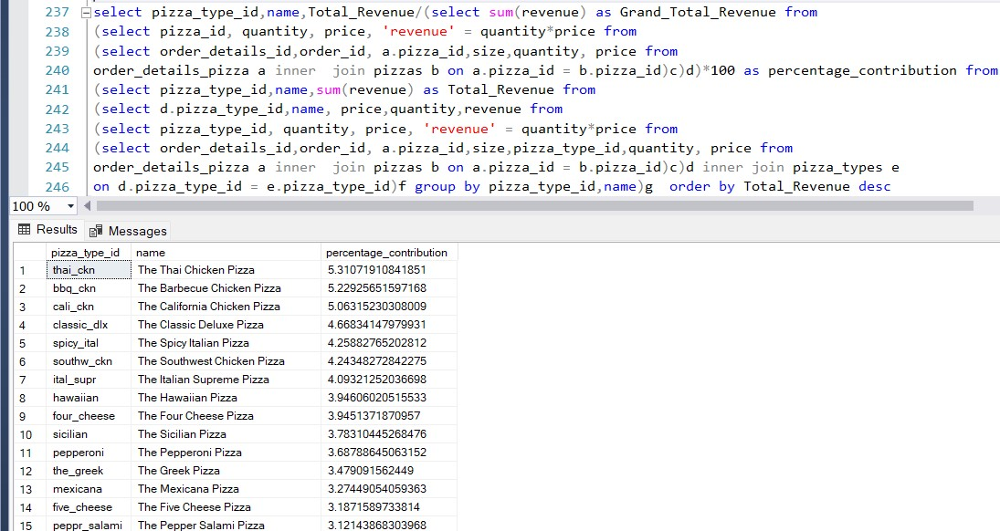 237 select pizza_type_id,name,Total_Revenue/(select sum(revenue) as Grand_Total_Revenue from
238 (select pizza_id, quantity, price, 'revenue' = quantity*price from
239 (select order_details_id,order_id, a.pizza_id,size,quantity, price from
240 order_details_pizza a inner  join pizzas b on a.pizza_id = b.pizza_id)c)d)*100 as percentage_contribution from
241 (select pizza_type_id,name,sum(revenue) as Total_Revenue from
242 (select d.pizza_type_id,name, price,quantity,revenue from
243 (select pizza_type_id, quantity, price, 'revenue' = quantity*price from
244 (select order_details_id,order_id, a.pizza_id,size,pizza_type_id,quantity, price from
245 order_details_pizza a inner  join pizzas b on a.pizza_id = b.pizza_id)c)d inner join pizza_types e
246 on d.pizza_type_id = e.pizza_type_id)f group by pizza_type_id,name)g  order by Total_Revenue desc
100 %
Results Messages
pizza_type_id name percentage_contribution
1 thai_ckn The Thai Chicken Pizza 5.31071910841851
2 bbq_ckn The Barbecue Chicken Pizza 5.22925651597168
3 cali_ckn The California Chicken Pizza 5.06315230308009
4 classic_dlx The Classic Deluxe Pizza 4.66834147979931
5 spicy_ital The Spicy Italian Pizza 4.25882765202812
6 southw_ckn The Southwest Chicken Pizza 4.24348272842275
7 ital_supr The Italian Supreme Pizza 4.09321252036698
8 hawaiian The Hawaiian Pizza 3.94606020515533
9 four_cheese The Four Cheese Pizza 3.9451371870957
10 sicilian The Sicilian Pizza 3.78310445268476
11 pepperoni The Pepperoni Pizza 3.68788645063152
12 the_greek The Greek Pizza 3.479091562449
13 mexicana The Mexicana Pizza 3.27449054059363
14 five_cheese The Five Cheese Pizza 3.1871589733814
15 peppr_salami The Pepper Salami Pizza 3.12143868303968